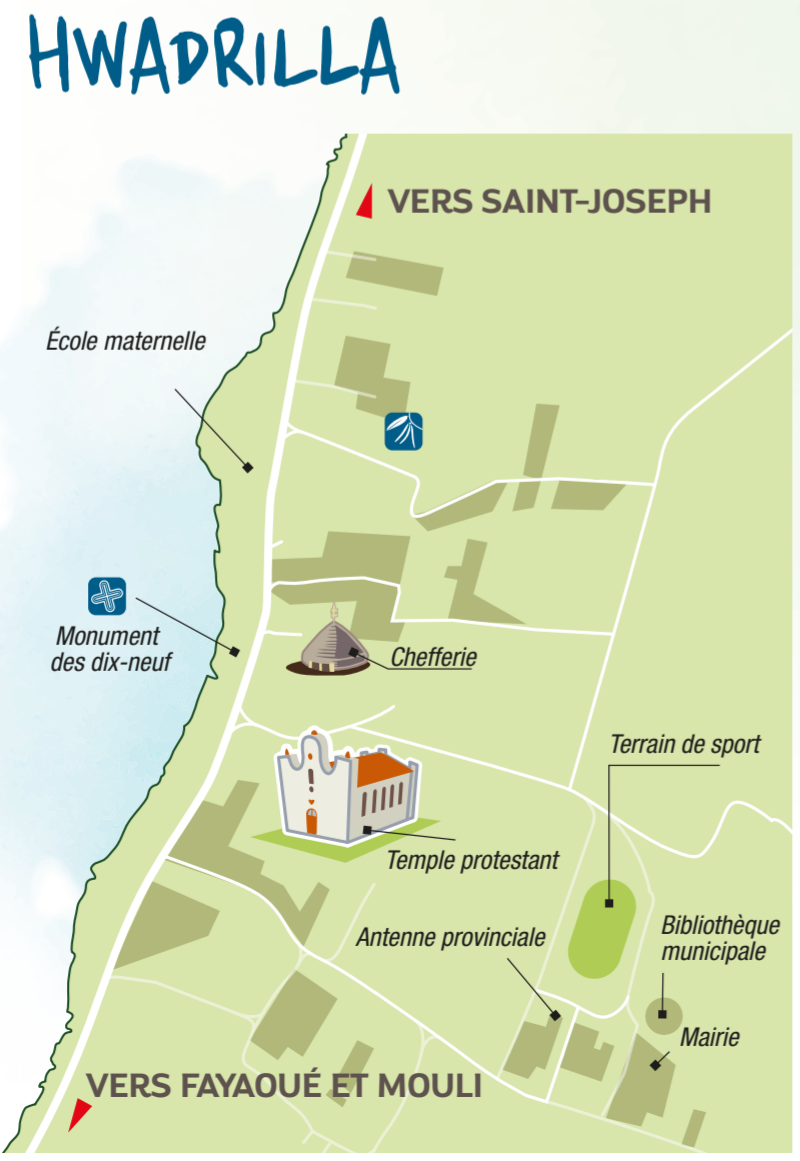 HWADRILLA
VERS SAINT-JOSEPH
École maternelle
Monument
des dix-neuf
Chefferie
Terrain de sport
Temple protestant
Antenne provinciale
Bibliothèque
municipale
Mairie
VERS FAYAOUÉ ET MOULI